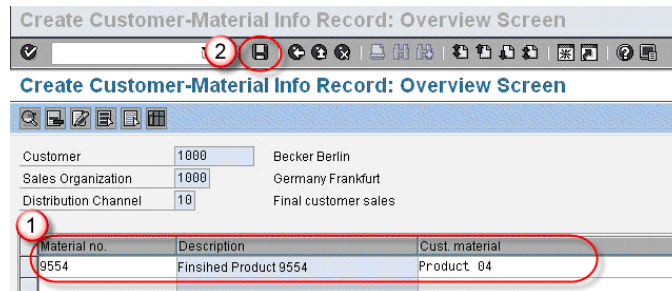 Create Customer-Material Info Record: Overview Screen
2
Create Customer-Material Info Record: Overview Screen
Customer 1000 Becker Berlin
Sales Organization 1000 Germany Frankfurt
Distribution Channel 10 Final customer sales
1
Material no. Description Cust. material
9554 Finsihed Product 9554 Product 04